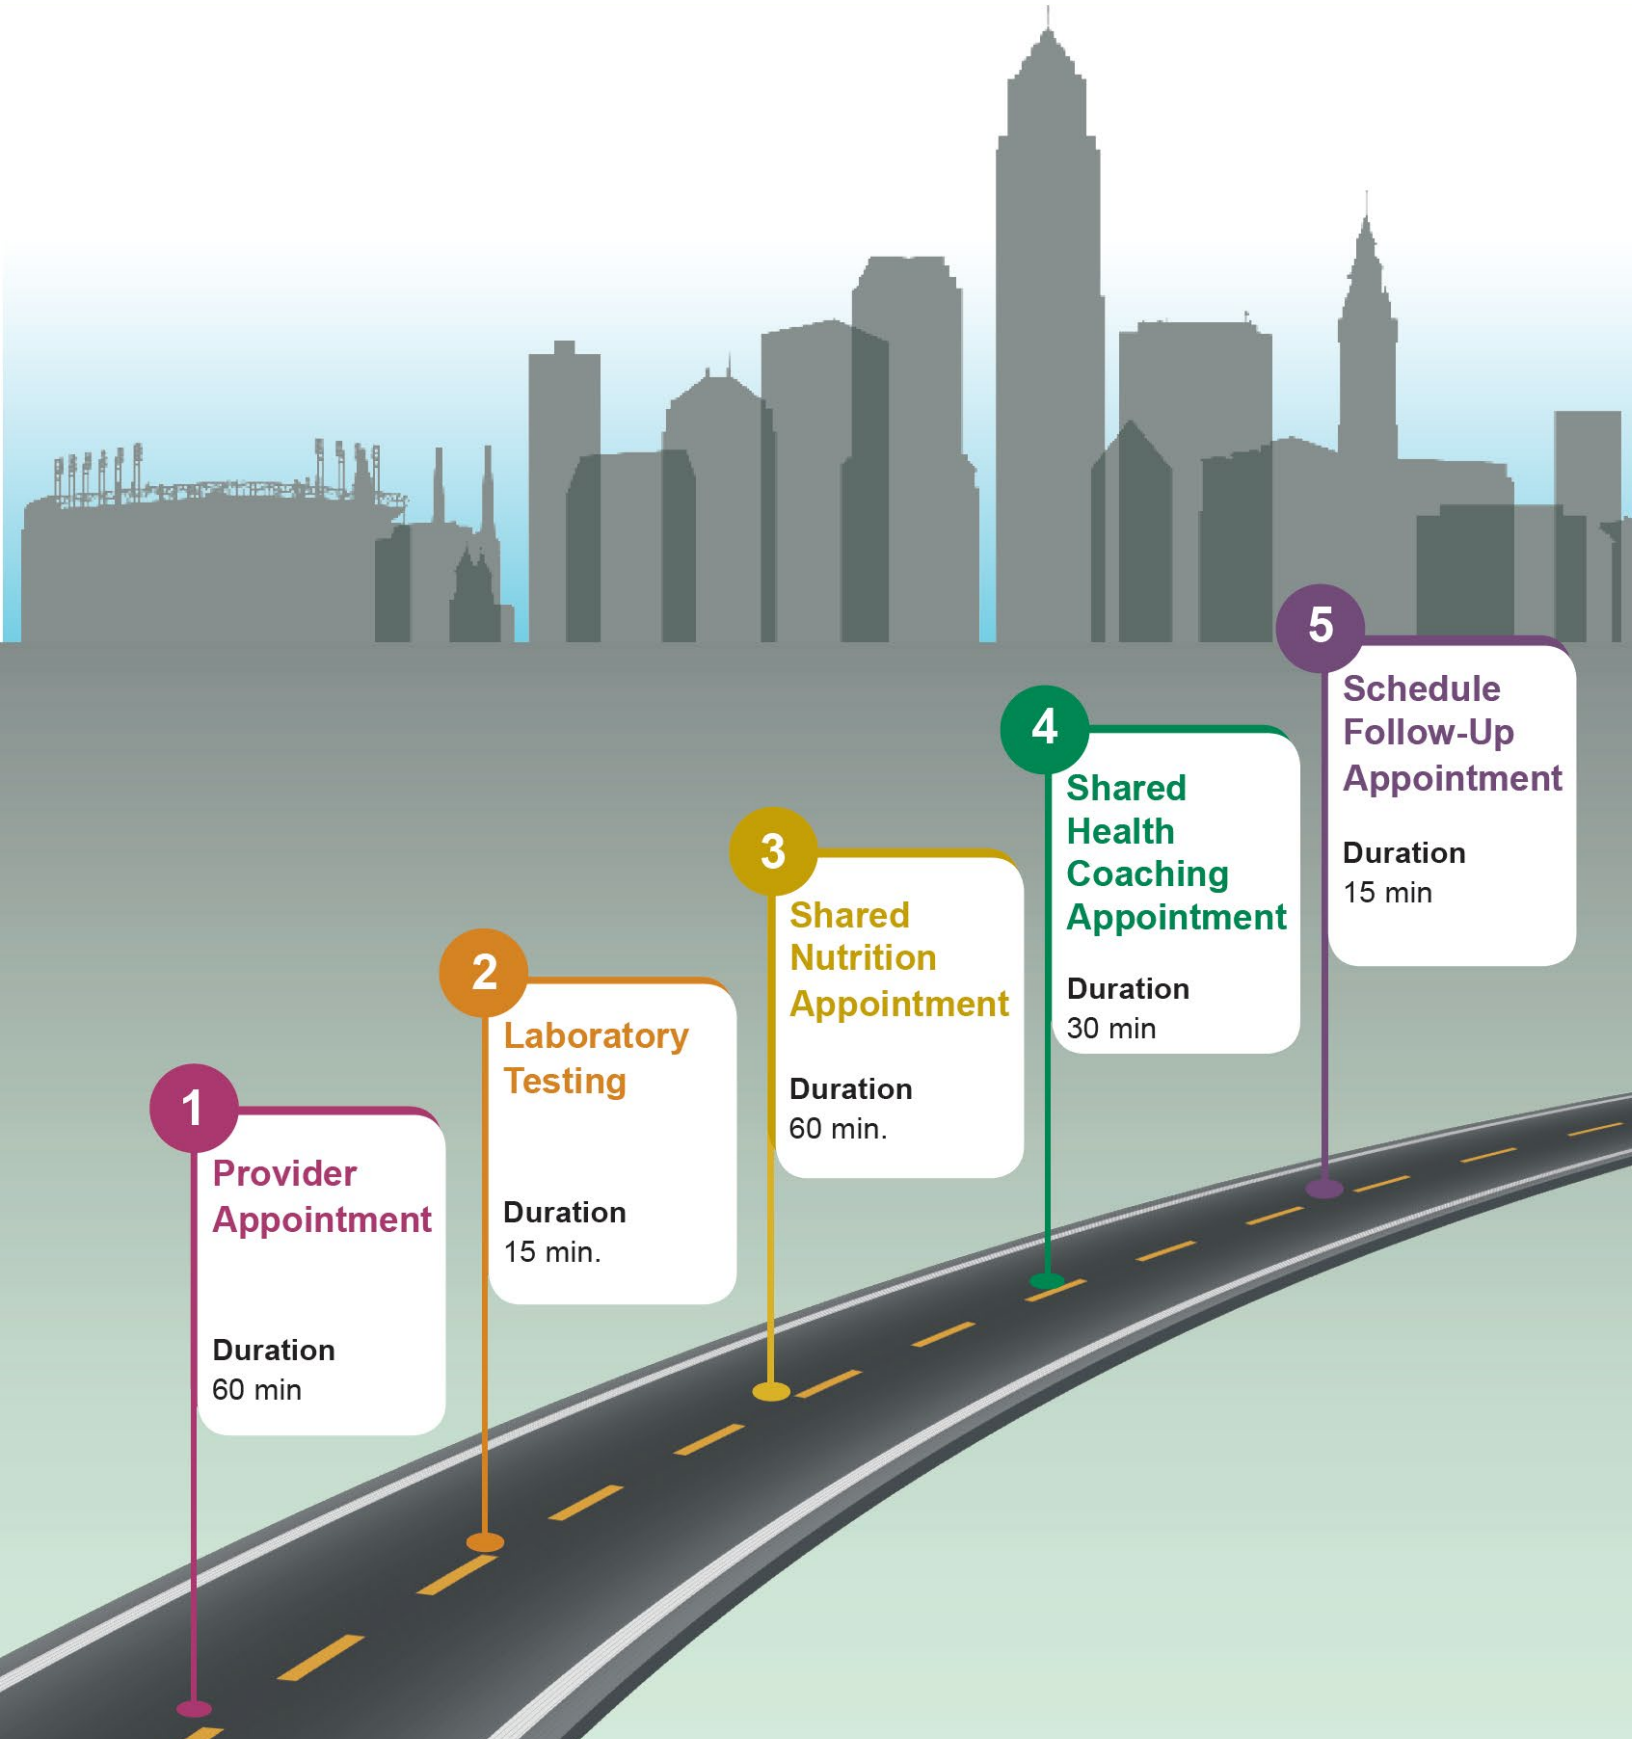 1
Provider
Appointment
Duration
60 min
2
Laboratory
Testing
Duration
15 min.
3
Shared
Nutrition
Appointment
Duration
60 min.
4
Shared
Health
Coaching
Appointment
Duration
30 min
5
Schedule
Follow-Up
Appointment
Duration
15 min